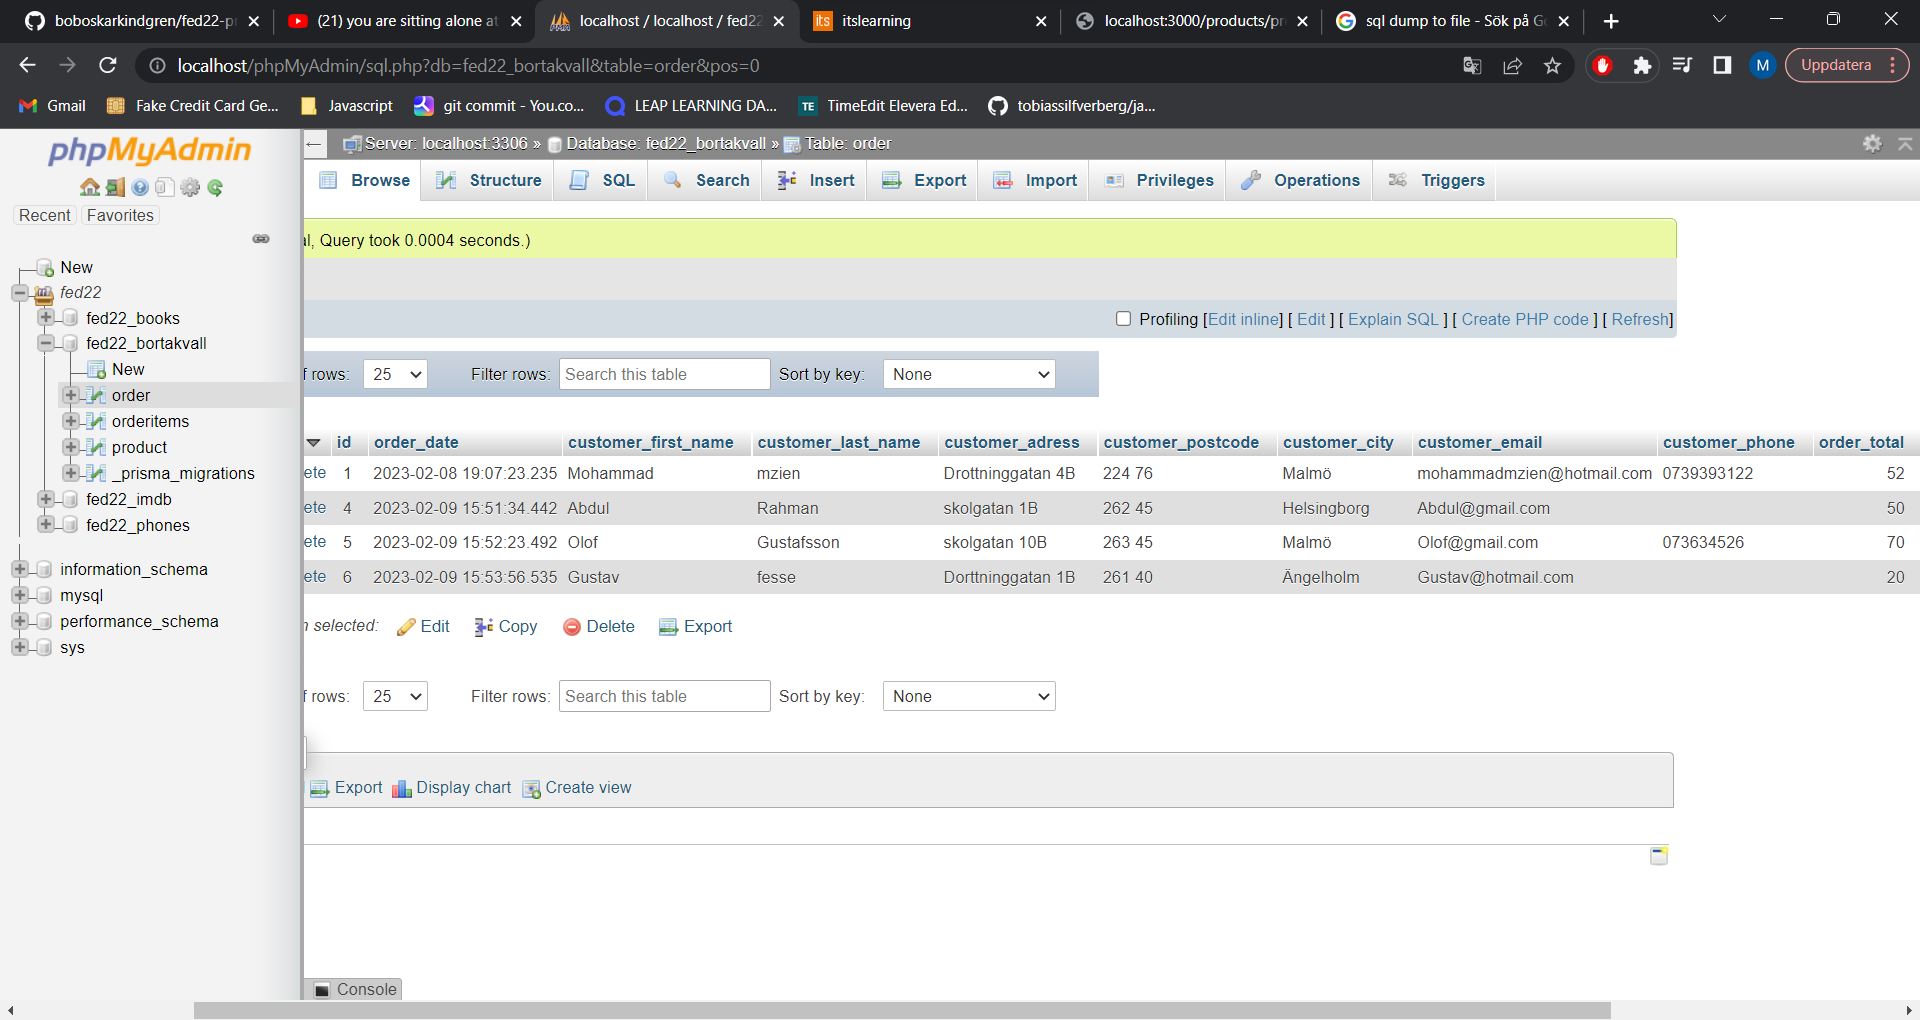 boboskarkindgren/fed22-pr
(21) you are sitting alone at
localhost / localhost / fed22
itslearning
localhost:3000/products/pr
sql dump to file - Sök på Go
localhost/phpMyAdmin/sql.php?db=fed22_bortakvall&table=order&pos=0
M
Uppdatera
Gmail
Fake Credit Card Ge...
Javascript
git commit - You.co...
LEAP LEARNING DA...
TE TimeEdit Elevera Ed...
tobiassilfverberg/ja...
phpMyAdmin
Recent Favorites
New
fed22
fed22_books
fed22_bortakvall
New
order
orderitems
product
_prisma_migrations
fed22_imdb
fed22_phones
information_schema
mysql
performance_schema
sys
Server: localhost:3306 » Database: fed22_bortakvall » Table: order
Browse Structure SQL Search Insert Export Import Privileges Operations Triggers
l, Query took 0.0004 seconds.)
Profiling [Edit inline] [ Edit ] [ Explain SQL ] [ Create PHP code ] [ Refresh]
f rows: 25 Filter rows: Search this table Sort by key: None
id order_date customer_first_name customer_last_name customer_adress customer_postcode customer_city customer_email customer_phone order_total
ete 1 2023-02-08 19:07:23.235 Mohammad mzien Drottninggatan 4B 224 76 Malmö mohammadmzien@hotmail.com 0739393122 52
ete 4 2023-02-09 15:51:34.442 Abdul Rahman skolgatan 1B 262 45 Helsingborg Abdul@gmail.com 50
ete 5 2023-02-09 15:52:23.492 Olof Gustafsson skolgatan 10B 263 45 Malmö Olof@gmail.com 073634526 70
ete 6 2023-02-09 15:53:56.535 Gustav fesse Dorttninggatan 1B 261 40 Ängelholm Gustav@hotmail.com 20
selected: Edit Copy Delete Export
f rows: 25 Filter rows: Search this table Sort by key: None
Export Display chart Create view
Console